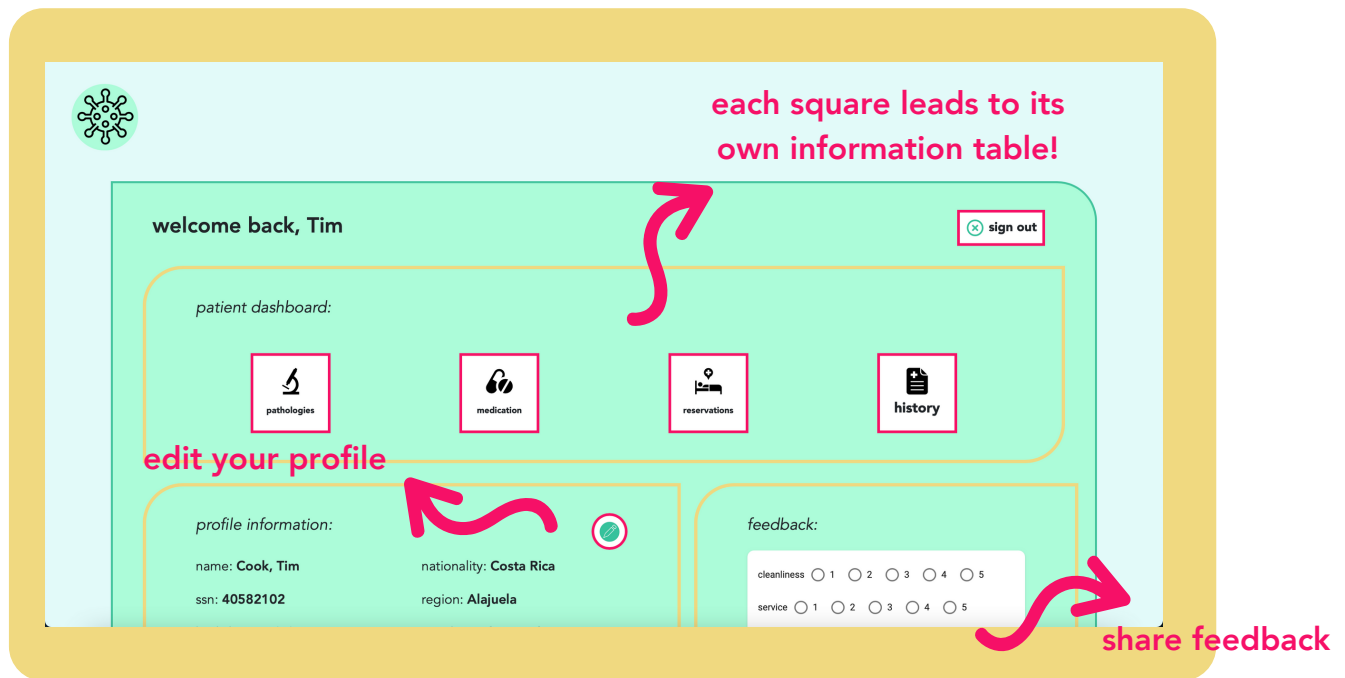 each square leads to its
own information table!
welcome back, Tim
sign out
patient dashboard:
pathologies
medication
reservations
history
edit your profile
profile information:
name: Cook, Tim
nationality: Costa Rica
ssn: 40582102
region: Alajuela
feedback:
cleanliness 1 2 3 4 5
service 1 2 3 4 5
share feedback